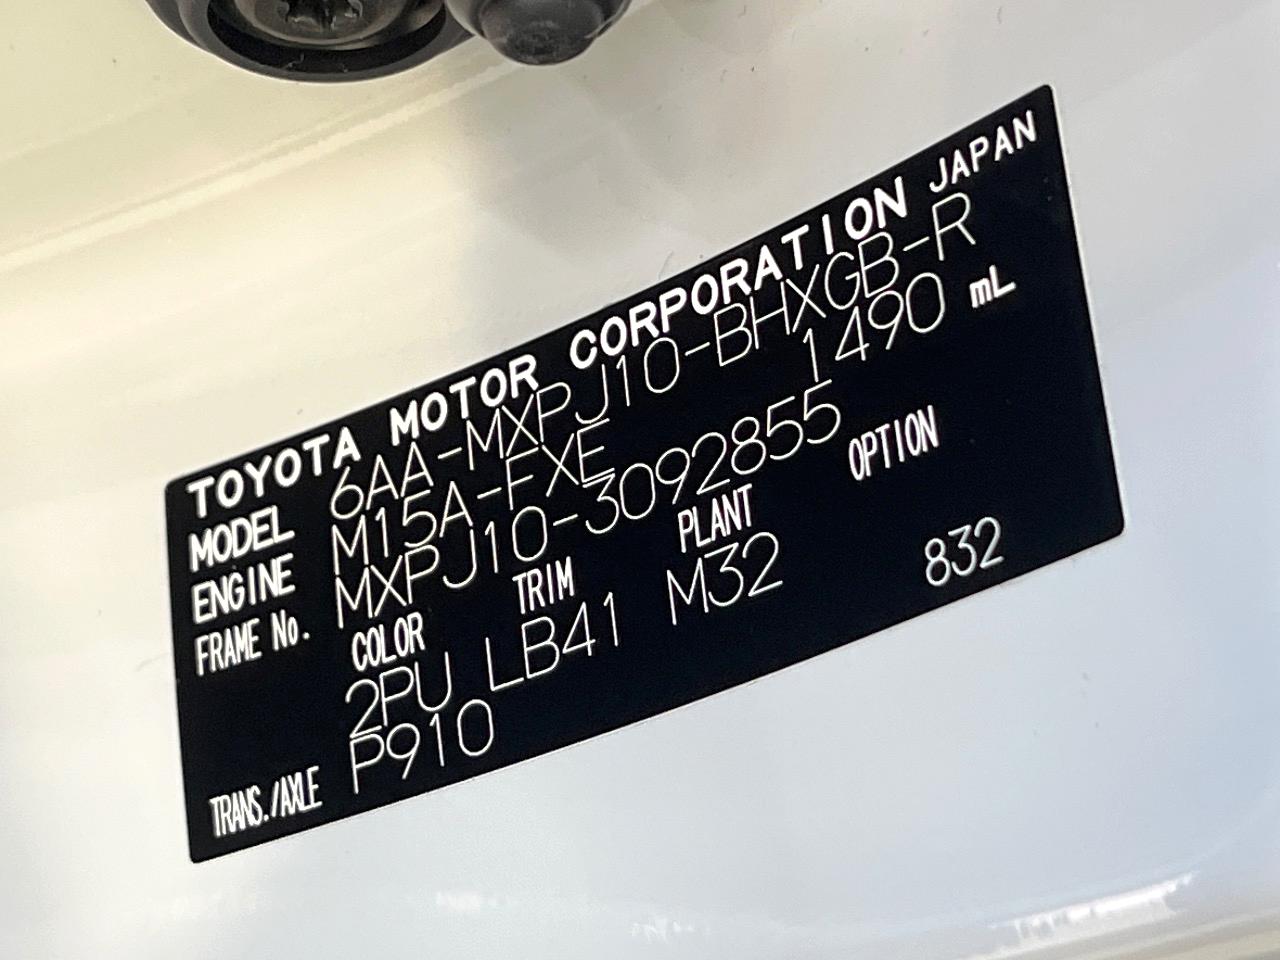 TOYOTA MOTOR CORPORATION JAPAN
MODEL 6AA-MXPJ10-BHXGB-R
ENGINE M15A-FXE 1490 mL
FRAME No. MXPJ10-3092855
COLOR TRIM PLANT OPTION
2PU LB41 M32 832
TRANS./AXLE P910